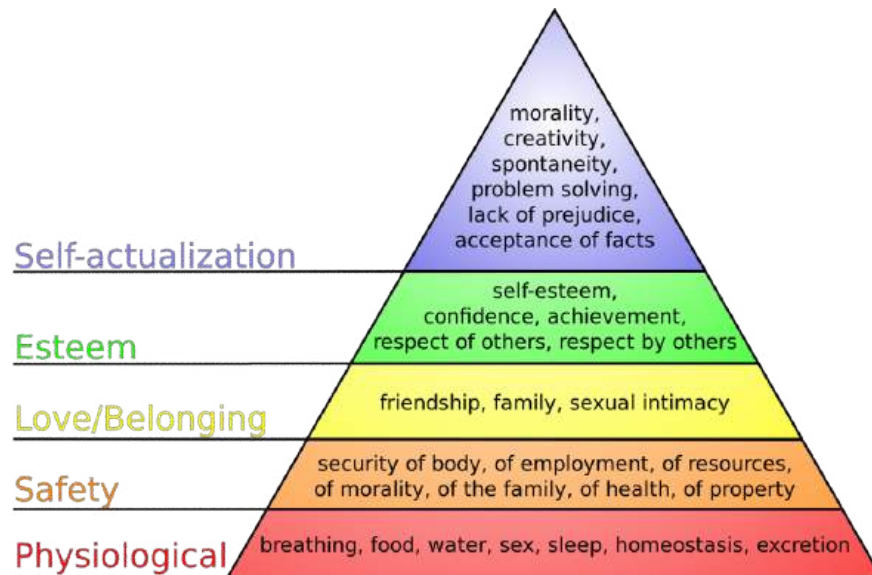 morality,
creativity,
spontaneity,
problem solving,
lack of prejudice,
acceptance of facts
Self-actualization
self-esteem,
confidence, achievement,
respect of others, respect by others
Esteem
friendship, family, sexual intimacy
Love/Belonging
security of body, of employment, of resources,
of morality, of the family, of health, of property
Safety
breathing, food, water, sex, sleep, homeostasis, excretion
Physiological